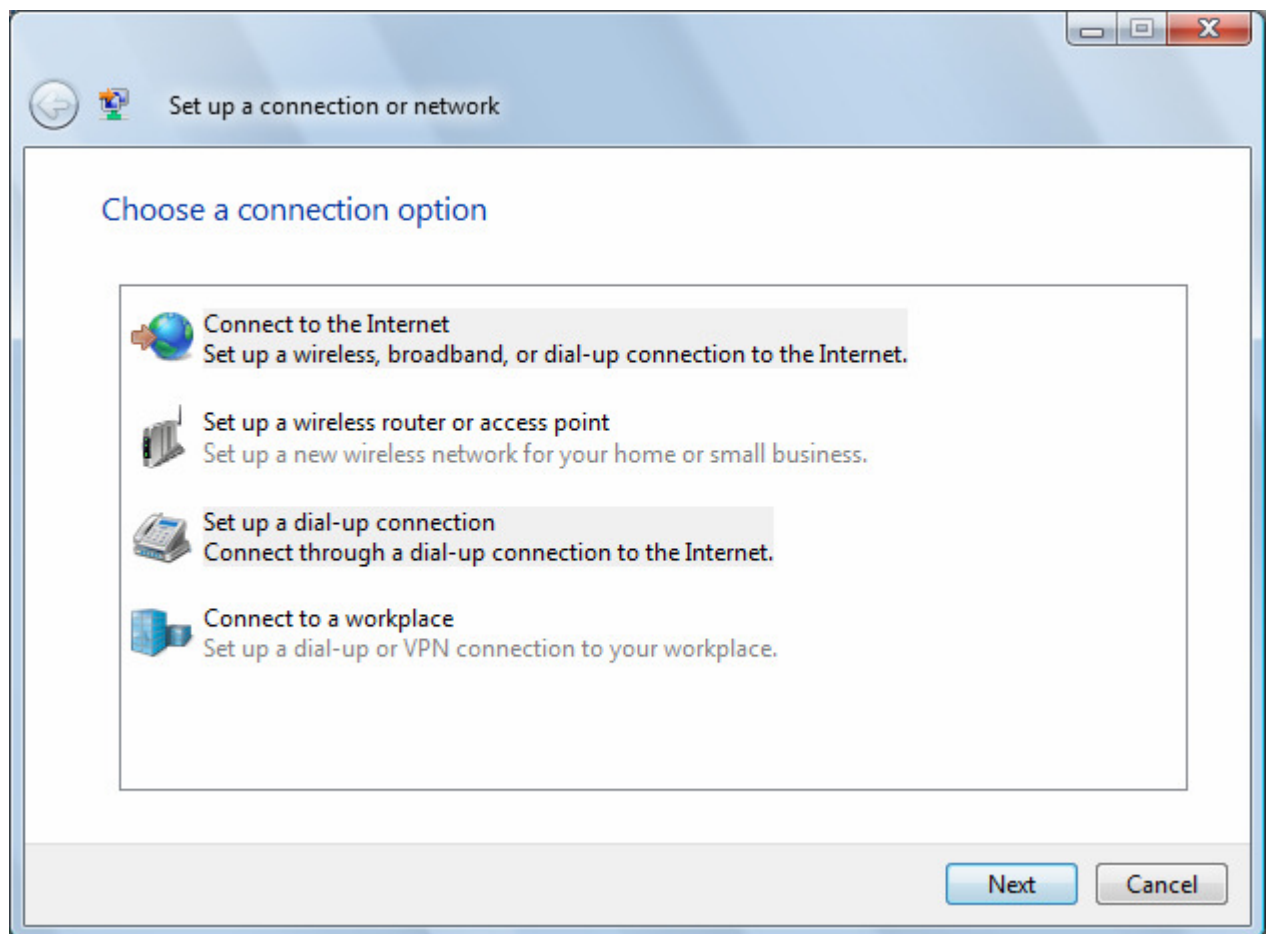 Set up a connection or network
Choose a connection option
Connect to the Internet
Set up a wireless, broadband, or dial-up connection to the Internet.
Set up a wireless router or access point
Set up a new wireless network for your home or small business.
Set up a dial-up connection
Connect through a dial-up connection to the Internet.
Connect to a workplace
Set up a dial-up or VPN connection to your workplace.
Next
Cancel